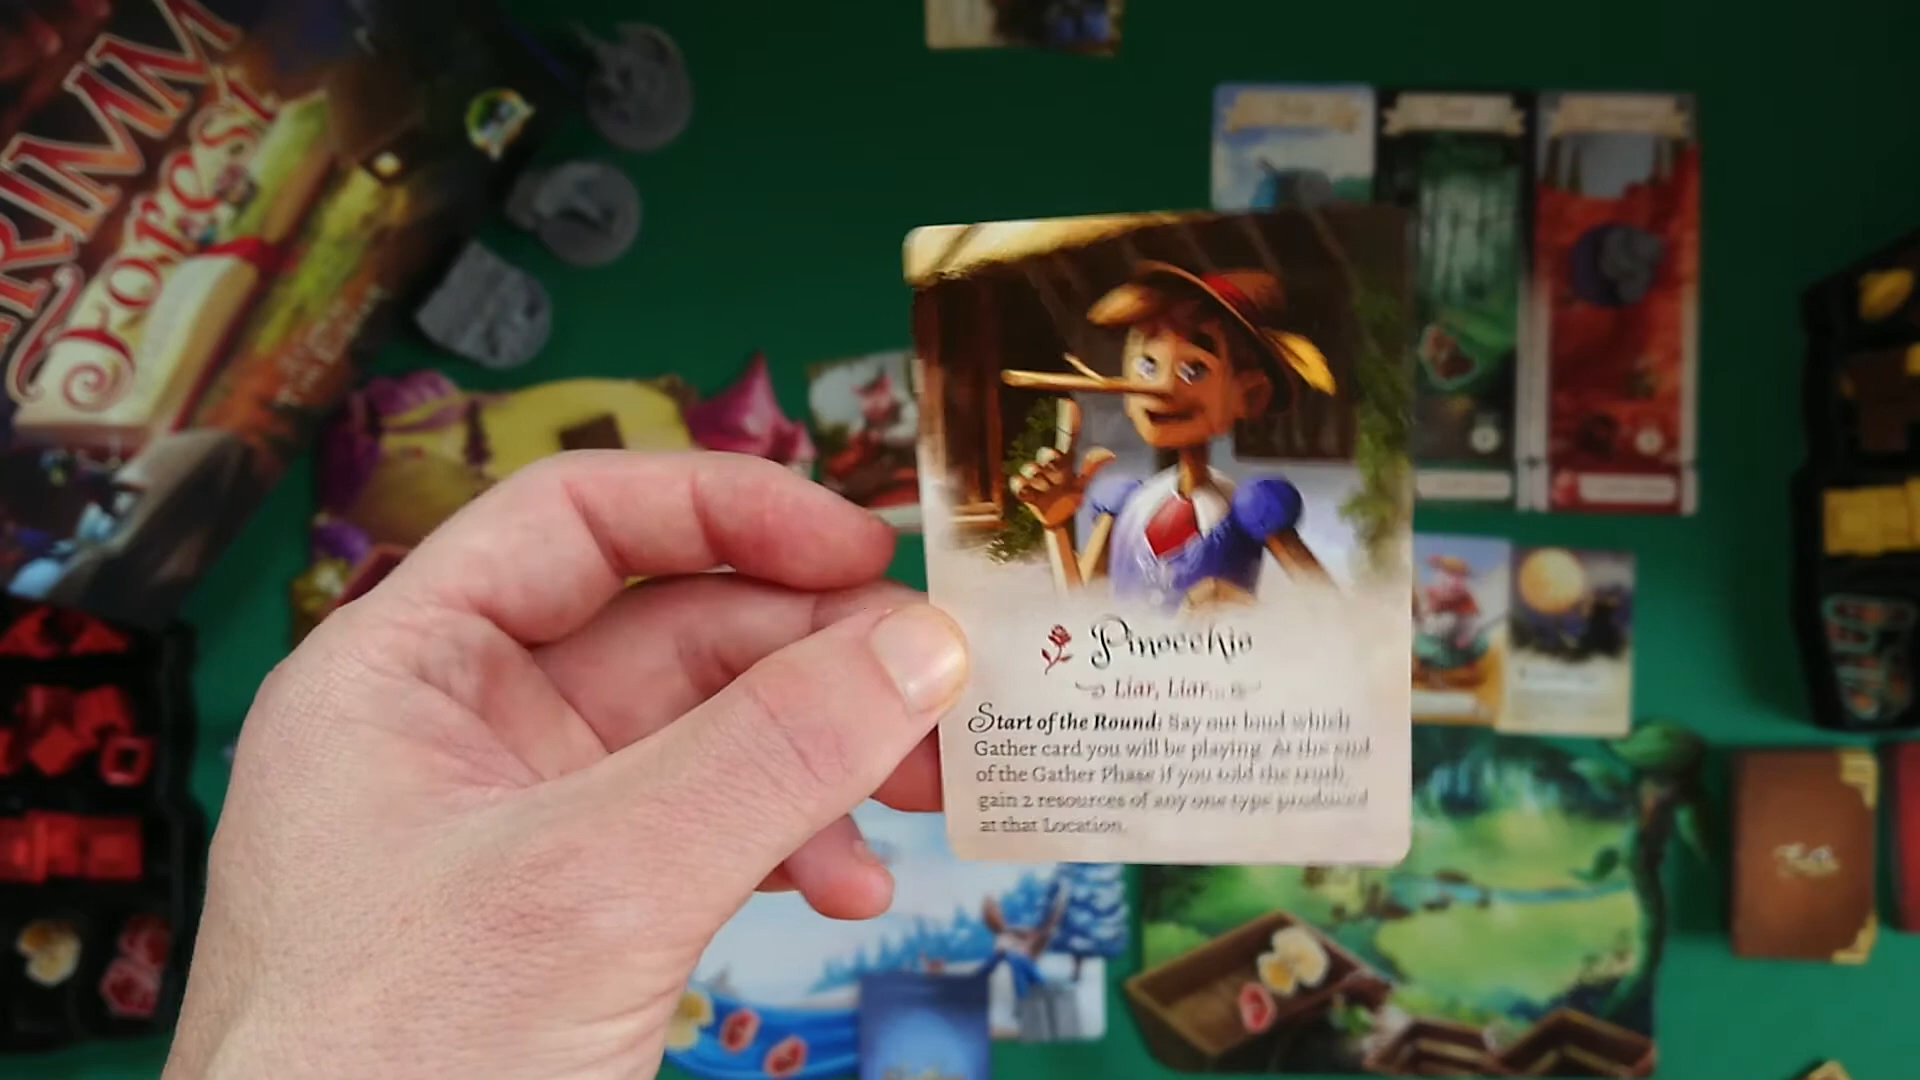 GRIMM
Forest
Pinocchio
Liar, Liar...
Start of the Round: Say out loud which
Gather card you will be playing. At the end
of the Gather Phase if you told the truth,
gain 2 resources of any one type produced
at that Location.